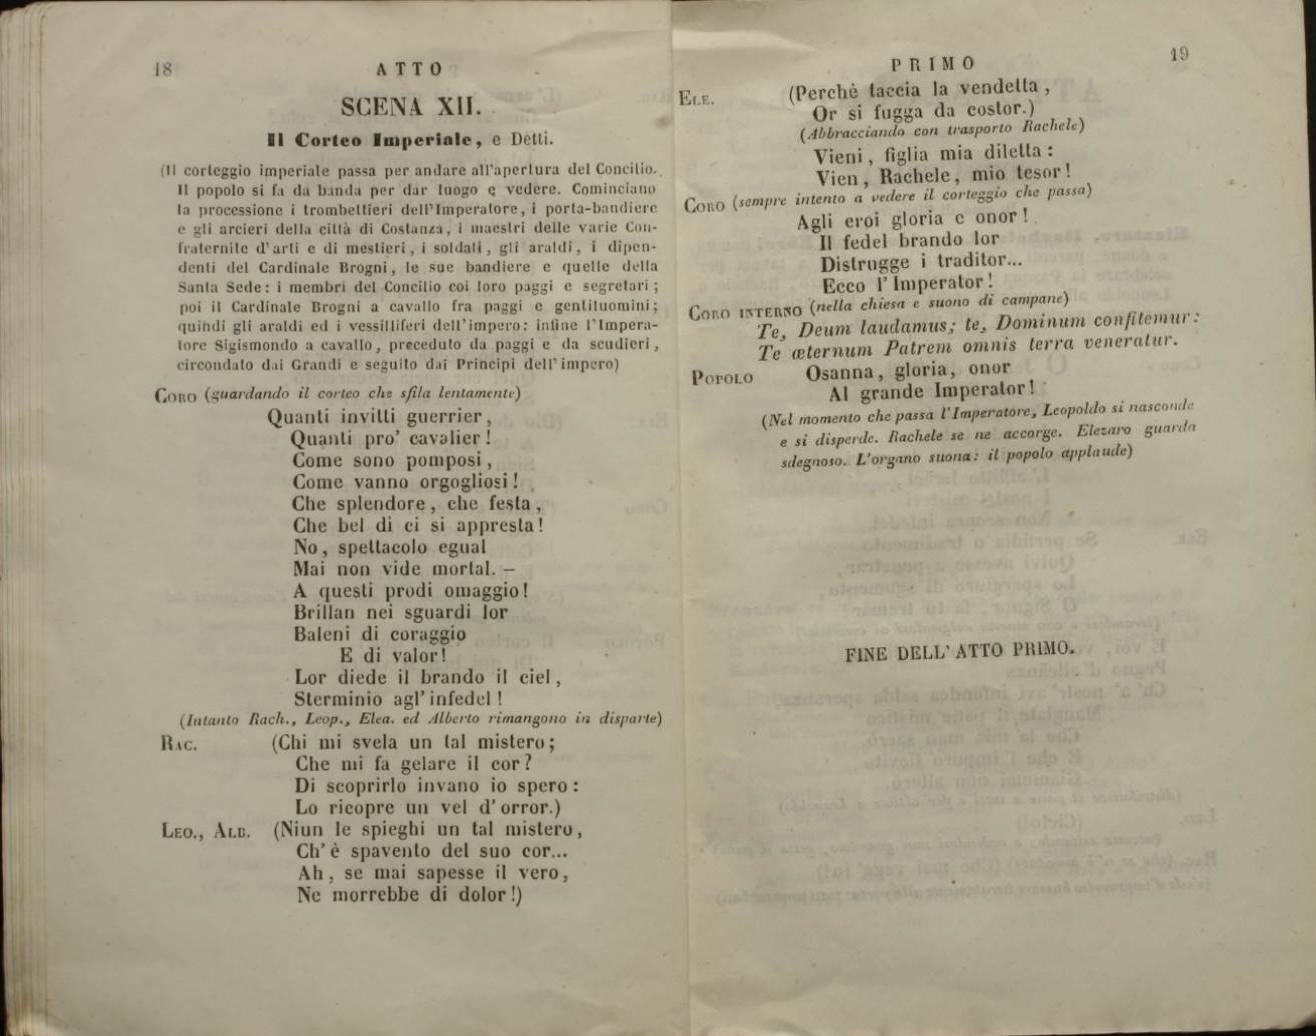 18
ATTO
SCENA XII.
Il Corteo Imperiale, e Detti.
(Il corteggio imperiale passa per andare all'apertura del Concilio.
Il popolo si fa da banda per dar luogo e vedere. Cominciano
la processione i trombettieri dell'Imperatore, i porta-bandiere
e gli arcieri della città di Costanza, i maestri delle varie Con-
fraternite d'arti e di mestieri, i soldati, gli araldi, i dipen-
denti del Cardinale Brogni, le sue bandiere e quelle della
Santa Sede: i membri del Concilio coi loro paggi e segretari;
poi il Cardinale Brogni a cavallo fra paggi e gentiluomini;
quindi gli araldi ed i vessilliferi dell'impero: infine l'Impera-
tore Sigismondo a cavallo, preceduto da paggi e da scudieri,
circondato dai Grandi e seguito dai Principi dell'impero)
CORO (guardando il corteo che sfila lentamente)
Quanti invitti guerrier,
Quanti pro' cavalier!
Come sono pomposi,
Come vanno orgogliosi!
Che splendore, che festa,
Che bel di ci si appresta!
No, spettacolo egual
Mai non vide mortal. —
A questi prodi omaggio!
Brillan nei sguardi lor
Baleni di coraggio
E di valor!
Lor diede il brando il ciel,
Sterminio agl'infedel!
(Intanto Rach., Leop., Elea. ed Alberto rimangono in disparte)
RAC. (Chi mi svela un tal mistero;
Che mi fa gelare il cor?
Di scoprirlo invano io spero:
Lo ricopre un vel d'orror.)
LEO., ALB. (Niun le spieghi un tal mistero,
Ch'è spavento del suo cor...
Ah, se mai sapesse il vero,
Ne morrebbe di dolor!)
PRIMO
19
ELE. (Perchè taccia la vendetta,
Or si fugga da costor.)
(Abbracciando con trasporto Rachele)
Vieni, figlia mia diletta:
Vien, Rachele, mio tesor!
CORO (sempre intento a vedere il corteggio che passa)
Agli eroi gloria e onor!
Il fedel brando lor
Distrugge i traditor...
Ecco l'Imperator!
CORO INTERNO (nella chiesa e suono di campane)
Te, Deum laudamus; te, Dominum confitemur:
Te æternum Patrem omnis terra veneratur.
POPOLO Osanna, gloria, onor
Al grande Imperator!
(Nel momento che passa l'Imperatore, Leopoldo si nasconde
e si disperde. Rachele se ne accorge. Elezaro guarda
sdegnoso. L'organo suona: il popolo applaude)
FINE DELL'ATTO PRIMO.